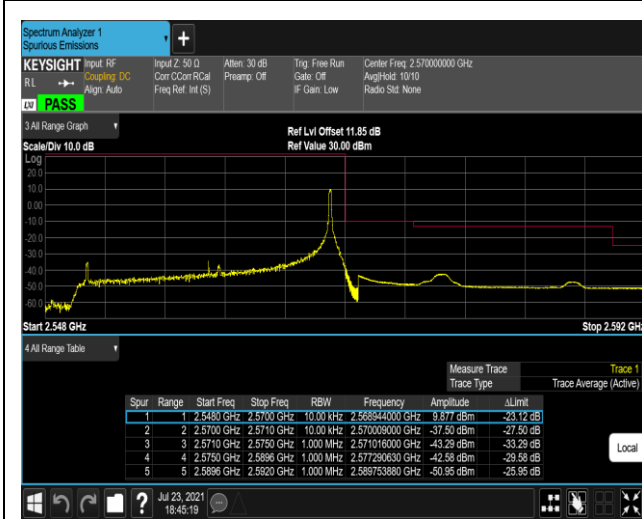 Spectrum Analyzer 1
Spurious Emissions
+
KEYSIGHT Input: RF Input Z: 50 Ω Atten: 30 dB Trig: Free Run Center Freq: 2.570000000 GHz
RL Coupling: DC Corr CCorr RCal Preamp: Off Gate: Off Avg|Hold: 10/10
Align: Auto Freq Ref: Int (S) IF Gain: Low Radio Std: None
LXI PASS
3 All Range Graph
Ref Lvl Offset 11.85 dB
Scale/Div 10.0 dB Ref Value 30.00 dBm
Log
20.0
10.0
0.00
-10.0
-20.0
-30.0
-40.0
-50.0
-60.0
Start 2.548 GHz Stop 2.592 GHz
4 All Range Table
Measure Trace Trace 1
Trace Type Trace Average (Active)
Spur Range Start Freq Stop Freq RBW Frequency Amplitude ΔLimit
1 1 2.5480 GHz 2.5700 GHz 10.00 kHz 2.568944000 GHz 9.877 dBm -23.12 dB
2 2 2.5700 GHz 2.5710 GHz 10.00 kHz 2.570009000 GHz -37.50 dBm -27.50 dB
3 3 2.5710 GHz 2.5750 GHz 1.000 MHz 2.571016000 GHz -43.29 dBm -33.29 dB
4 4 2.5750 GHz 2.5896 GHz 1.000 MHz 2.577290630 GHz -42.58 dBm -29.58 dB
5 5 2.5896 GHz 2.5920 GHz 1.000 MHz 2.589753880 GHz -50.95 dBm -25.95 dB
Local
? Jul 23, 2021
18:45:19